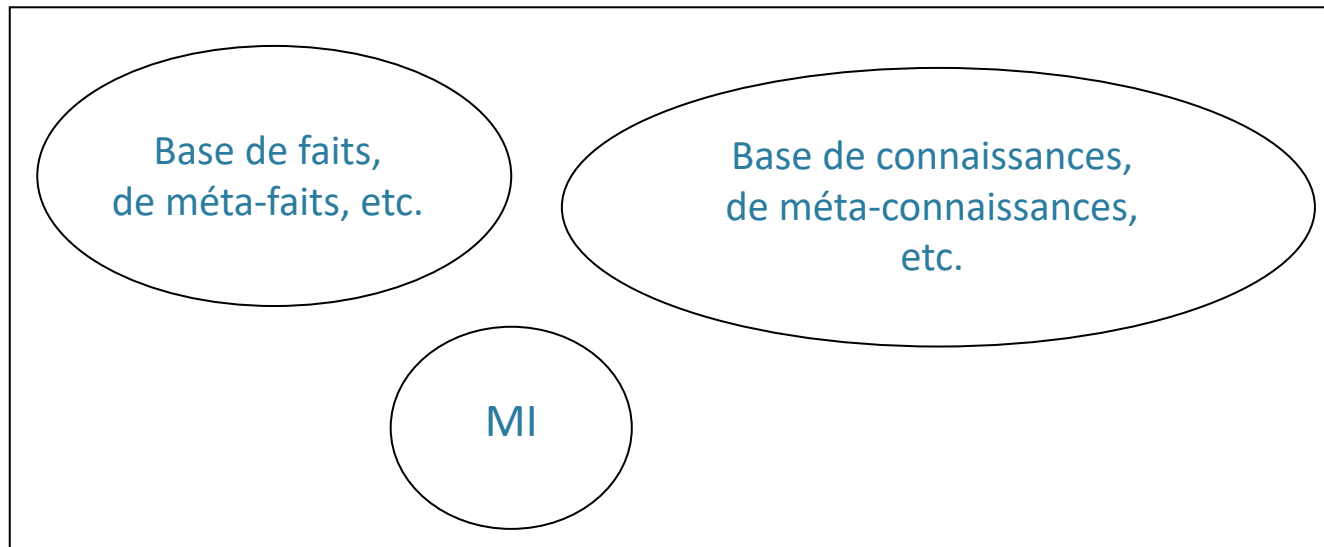 Base de faits,
de méta-faits, etc.
Base de connaissances,
de méta-connaissances,
etc.
MI